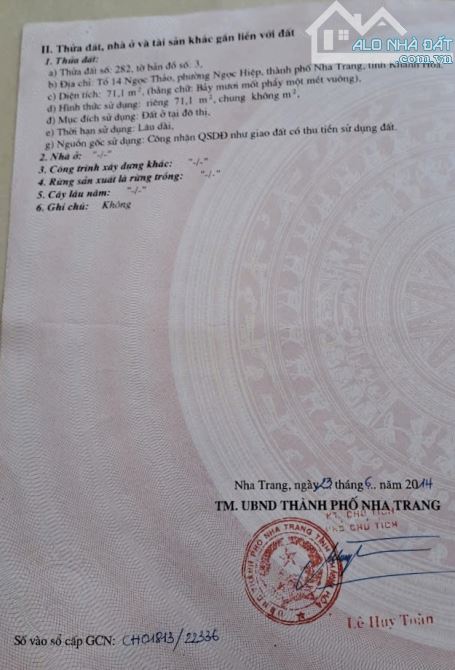 ALO NHÀ ĐẤT
II. Thửa đất, nhà ở và tài sản khác gắn liền với đất
1. Thửa đất:
a) Thửa đất số: 282, tờ bản đồ số: 3,
b) Địa chỉ: Tổ 14 Ngọc Thảo, phường Ngọc Hiệp, thành phố Nha Trang, tỉnh Khánh Hòa,
c) Diện tích: 71,1 m², (bằng chữ: Bảy mươi mốt phẩy một mét vuông),
d) Hình thức sử dụng: riêng 71,1 m², chung không m²,
đ) Mục đích sử dụng: Đất ở tại đô thị,
e) Thời hạn sử dụng: Lâu dài,
g) Nguồn gốc sử dụng: Công nhận QSDĐ như giao đất có thu tiền sử dụng đất.
2. Nhà ở: "-/-"
3. Công trình xây dựng khác: "-/-"
4. Rừng sản xuất là rừng trồng: "-/-"
5. Cây lâu năm: "-/-"
6. Ghi chú: Không
Nha Trang, ngày 23 tháng 6.. năm 2014
TM. UBND THÀNH PHỐ NHA TRANG
KT. CHỦ TỊCH
PHÓ CHỦ TỊCH
Lê Huy Toàn
Số vào sổ cấp GCN: CH01813/22336